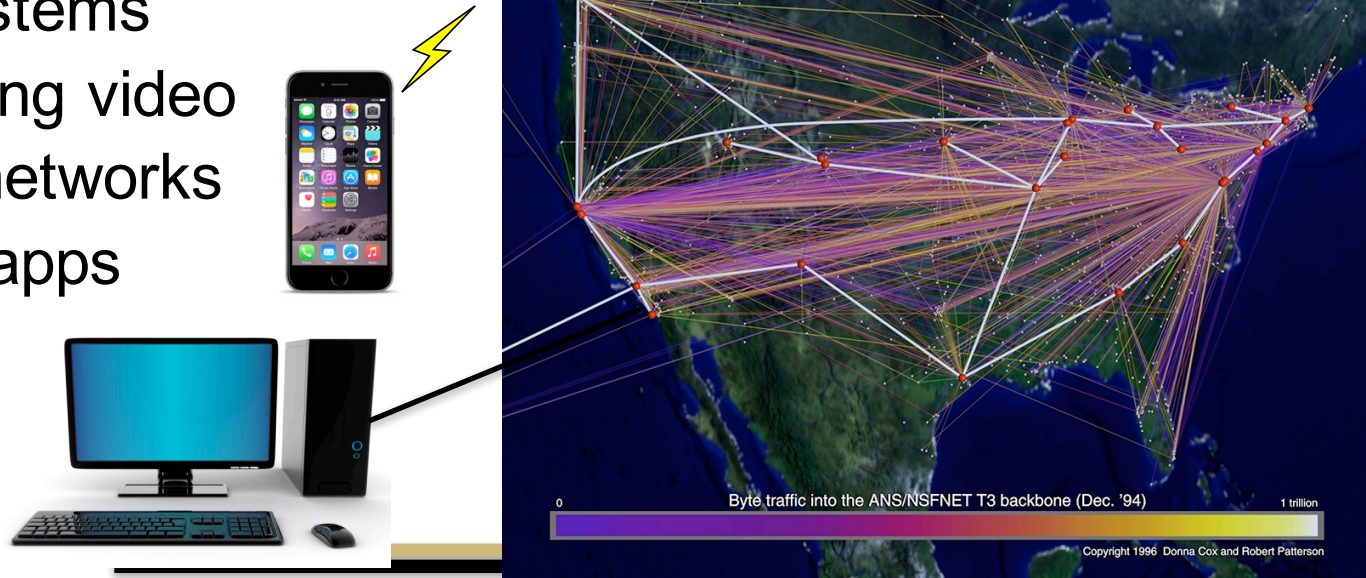 stems
ng video
networks
apps
Byte traffic into the ANS/NSFNET T3 backbone (Dec. '94)
0
1 trillion
Copyright 1996 Donna Cox and Robert Patterson